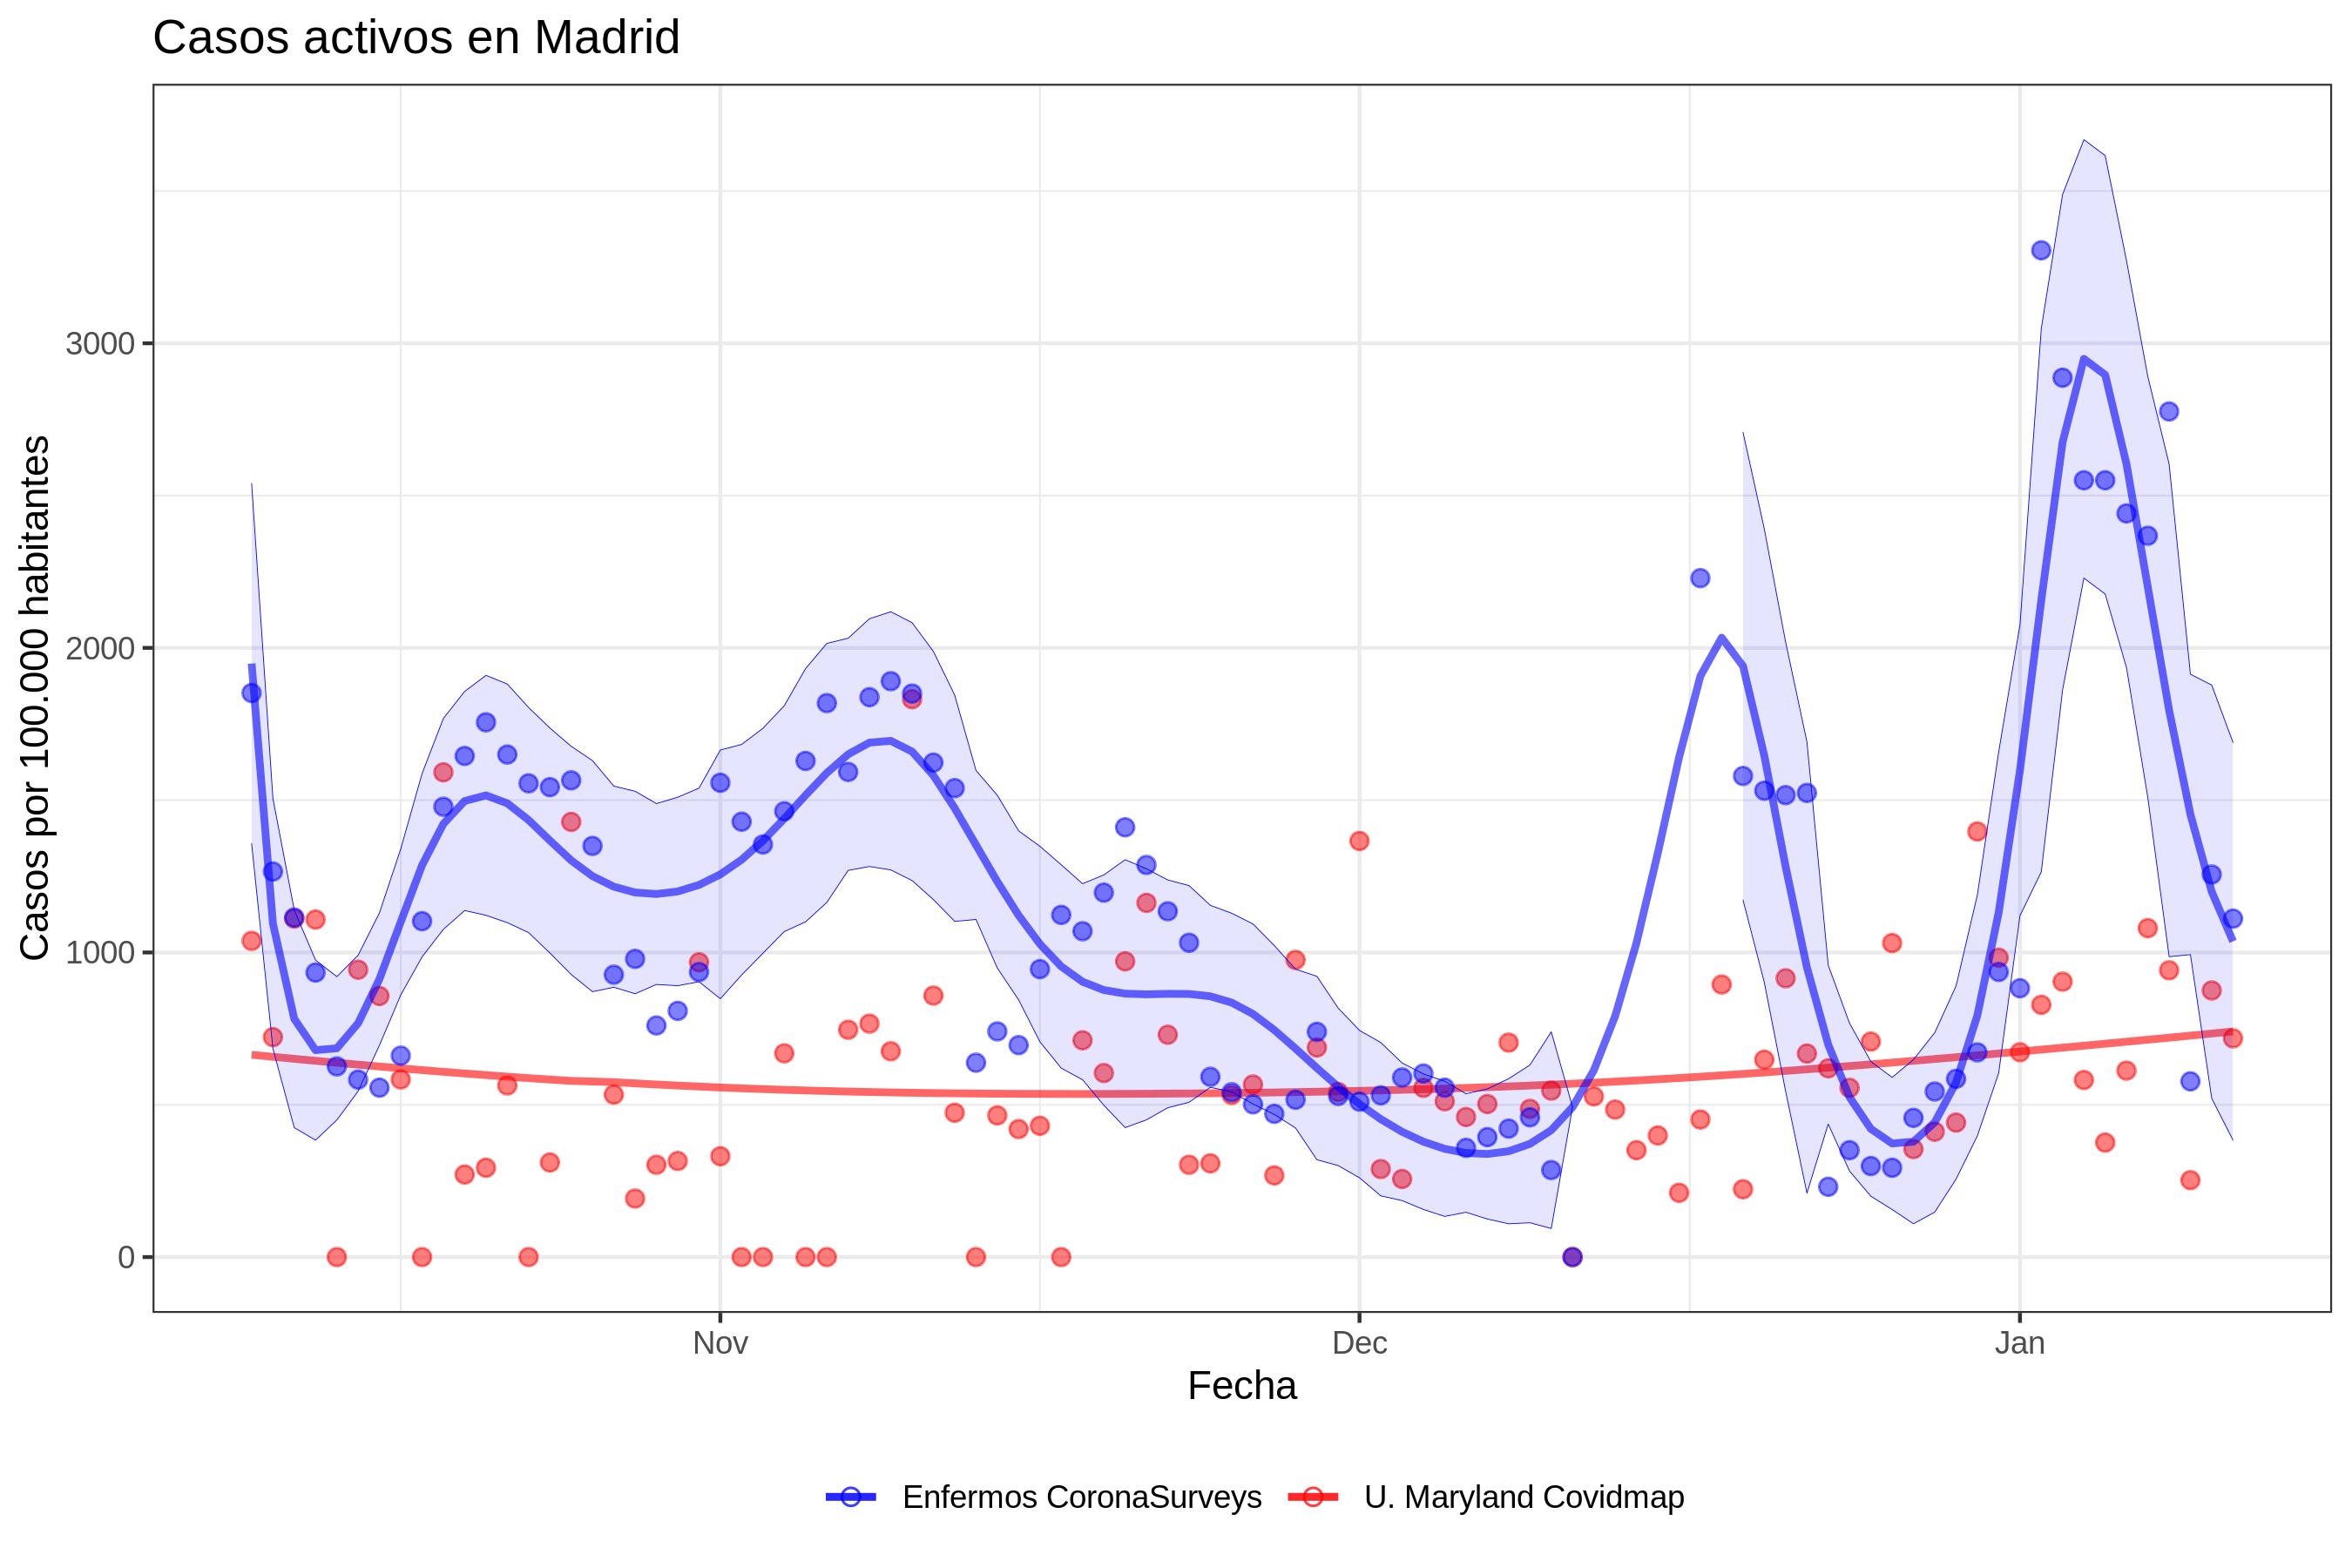 Casos activos en Madrid
Casos por 100.000 habitantes
3000
2000
1000
0
Nov
Dec
Jan
Fecha
Enfermos CoronaSurveys
U. Maryland Covidmap